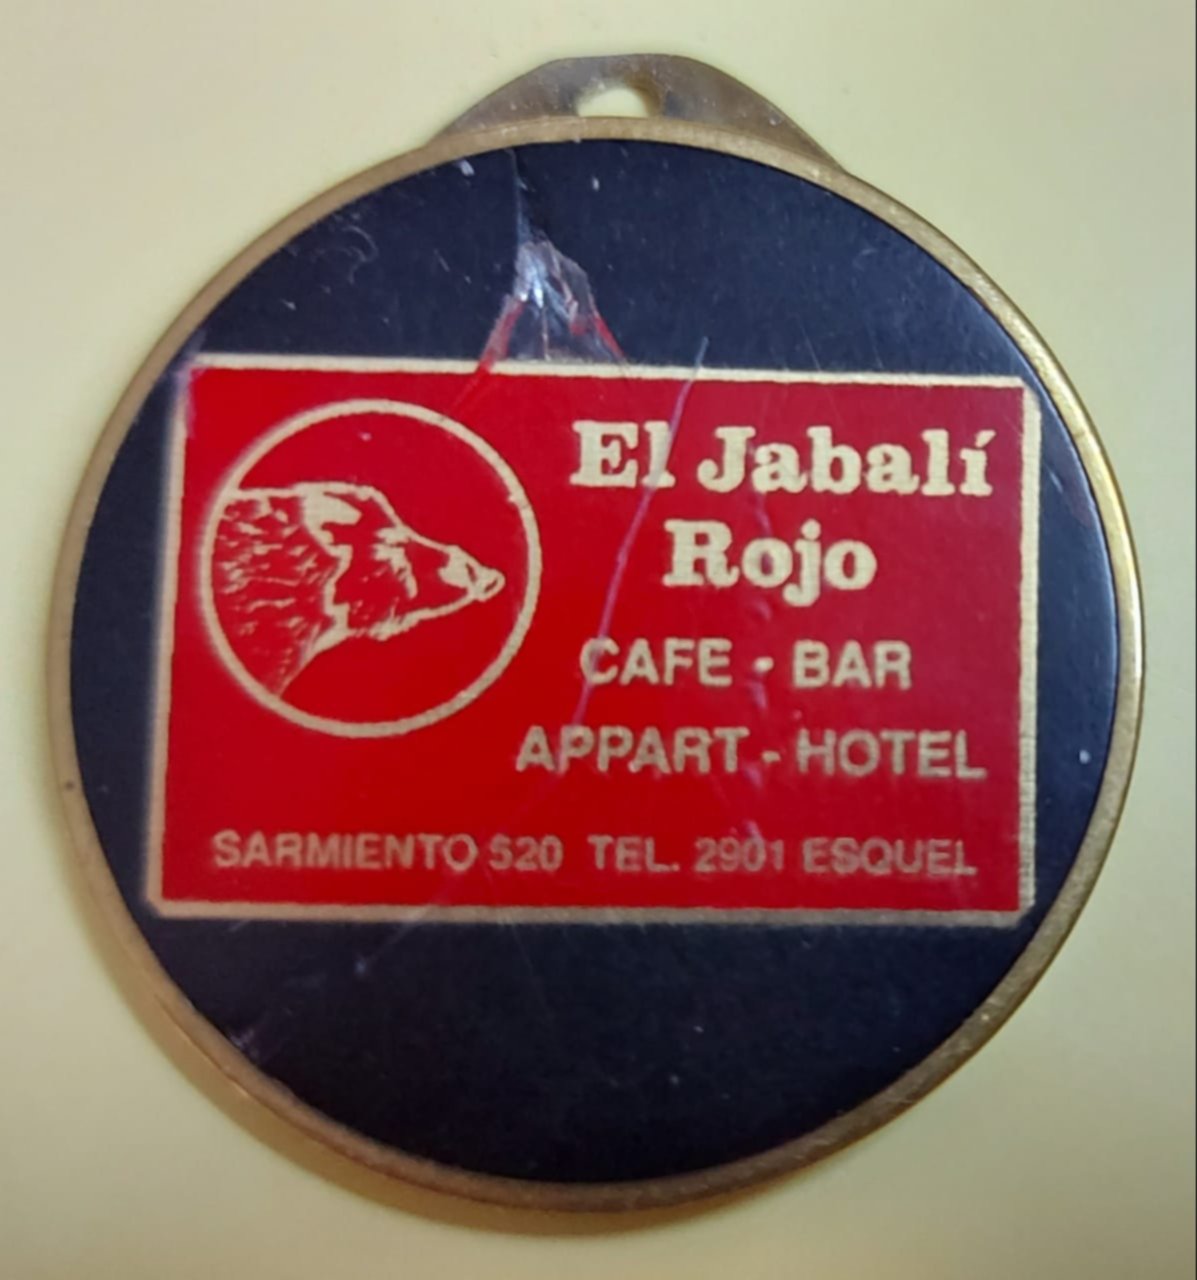 El Jabalí
Rojo
CAFE - BAR
APPART - HOTEL
SARMIENTO 520 TEL. 2901 ESQUEL